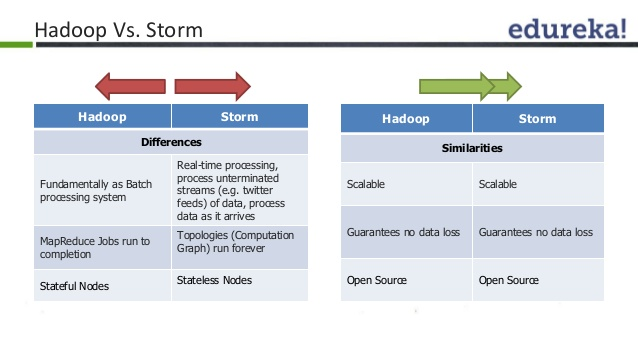 Hadoop Vs. Storm
edureka!
Hadoop
Storm
Differences
Fundamentally as Batch
processing system
Real-time processing,
process unterminated
streams (e.g. twitter
feeds) of data, process
data as it arrives
MapReduce Jobs run to
completion
Topologies (Computation
Graph) run forever
Stateful Nodes
Stateless Nodes
Hadoop
Storm
Similarities
Scalable
Scalable
Guarantees no data loss
Guarantees no data loss
Open Source
Open Source